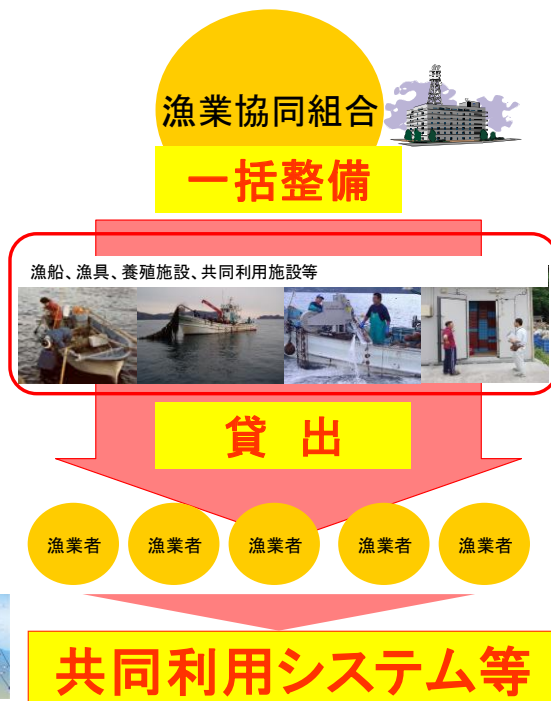 漁業協同組合
一括整備
漁船、漁具、養殖施設、共同利用施設等
貸　出
漁業者 漁業者 漁業者 漁業者 漁業者
共同利用システム等